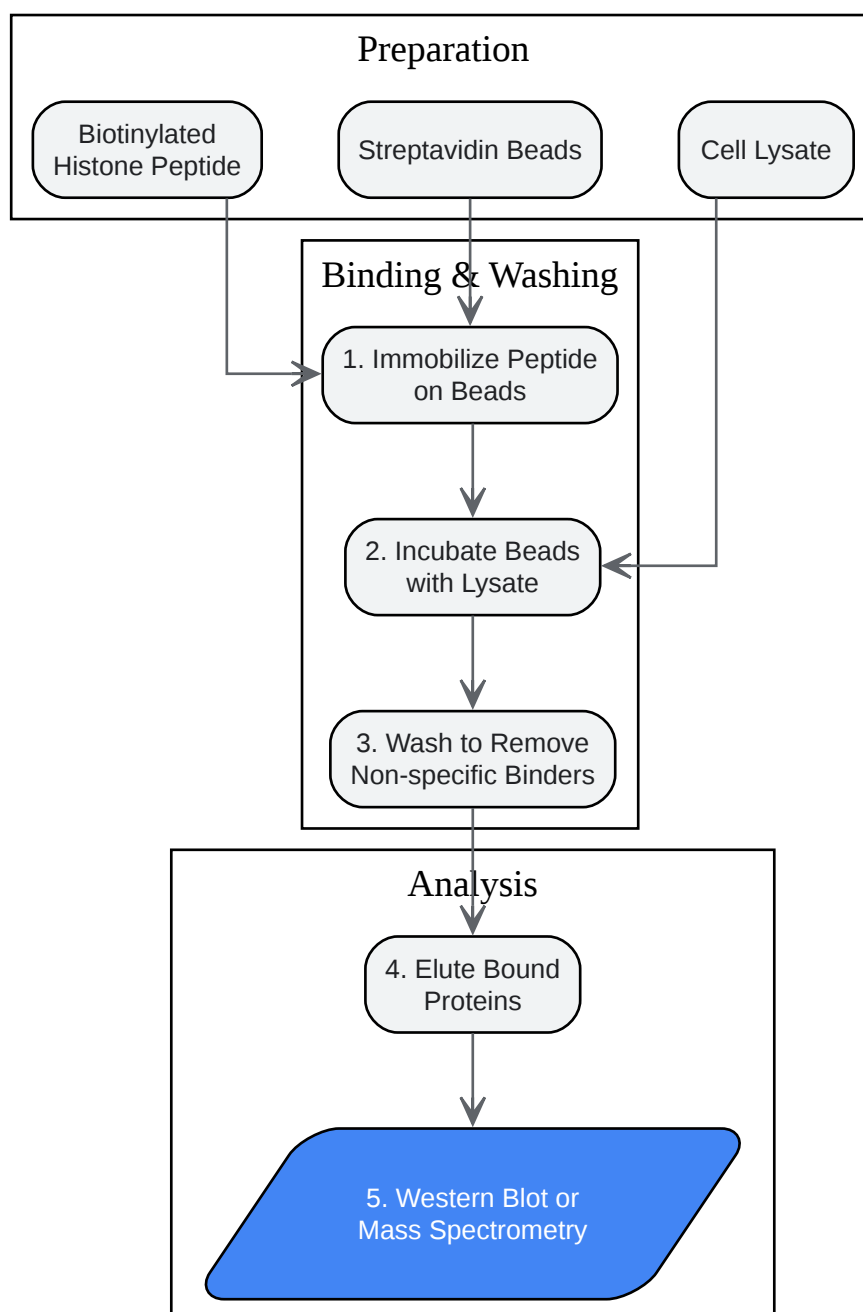 Preparation
Biotinylated
Histone Peptide
Streptavidin Beads
Cell Lysate
Binding & Washing
1. Immobilize Peptide
on Beads
2. Incubate Beads
with Lysate
3. Wash to Remove
Non-specific Binders
Analysis
4. Elute Bound
Proteins
5. Western Blot or
Mass Spectrometry